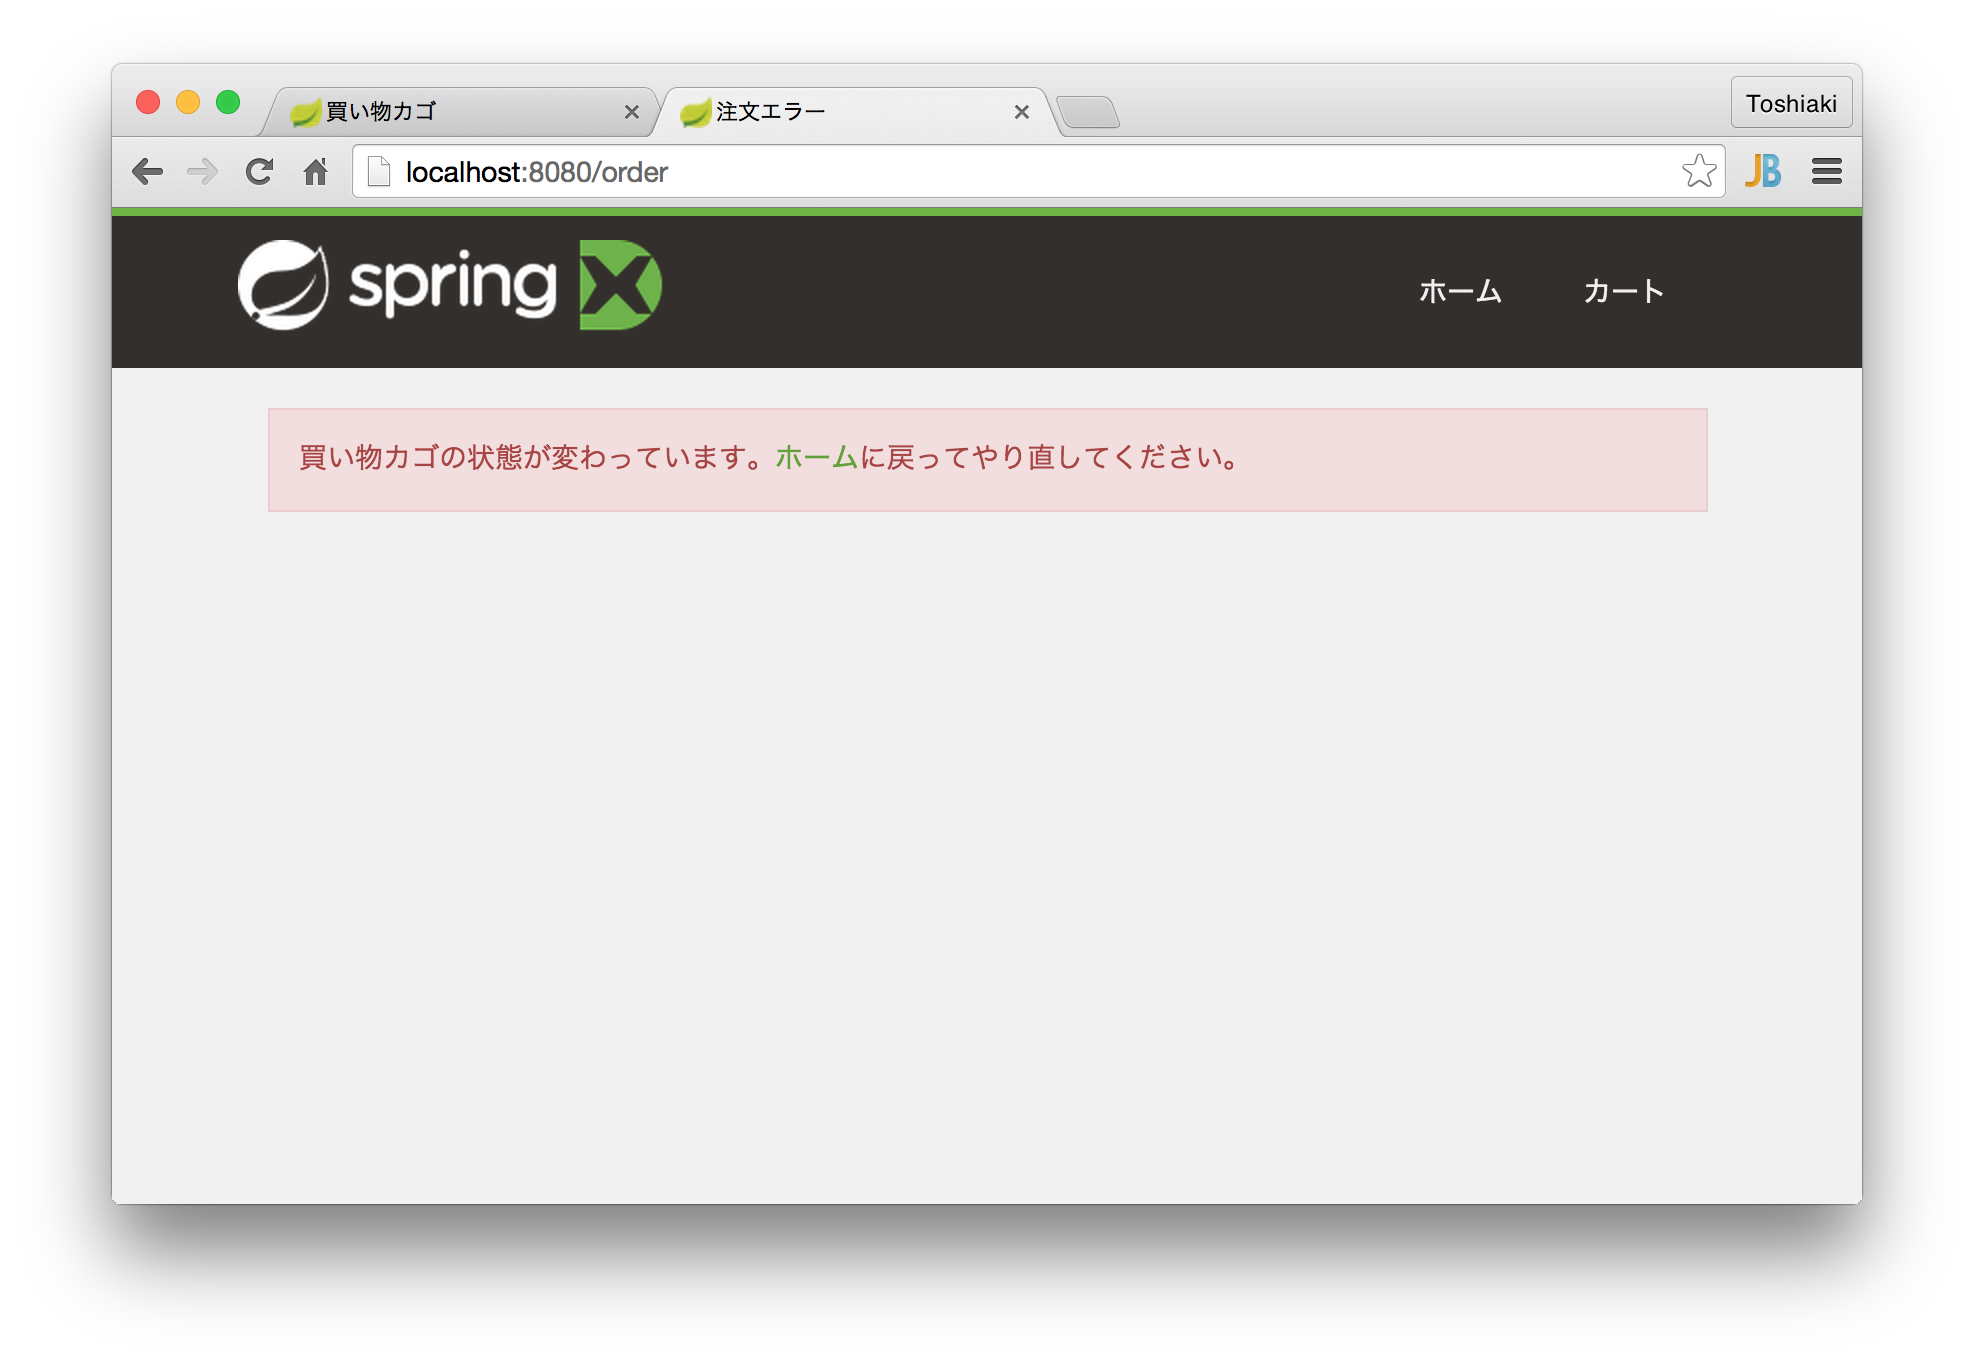 買い物カゴ
注文エラー
Toshiaki
localhost:8080/order
JB
spring
ホーム
カート
買い物カゴの状態が変わっています。ホームに戻ってやり直してください。